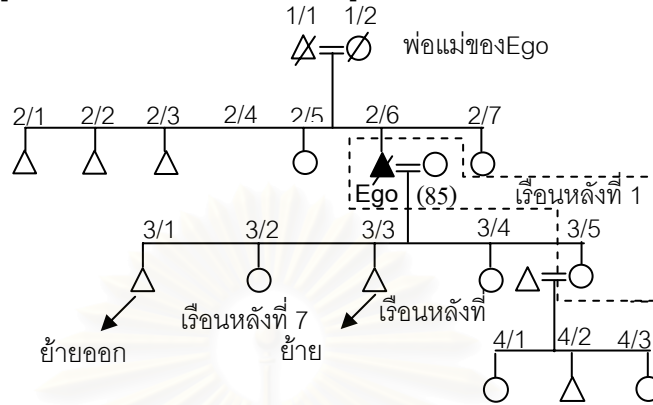 1/1 1/2
พ่อแม่ของEgo
2/1 2/2 2/3 2/4 2/5 2/6 2/7
Ego (85) เรือนหลังที่ 1
3/1 3/2 3/3 3/4 3/5
เรือนหลังที่ 7 เรือนหลังที่
ย้ายออก ย้าย
4/1 4/2 4/3